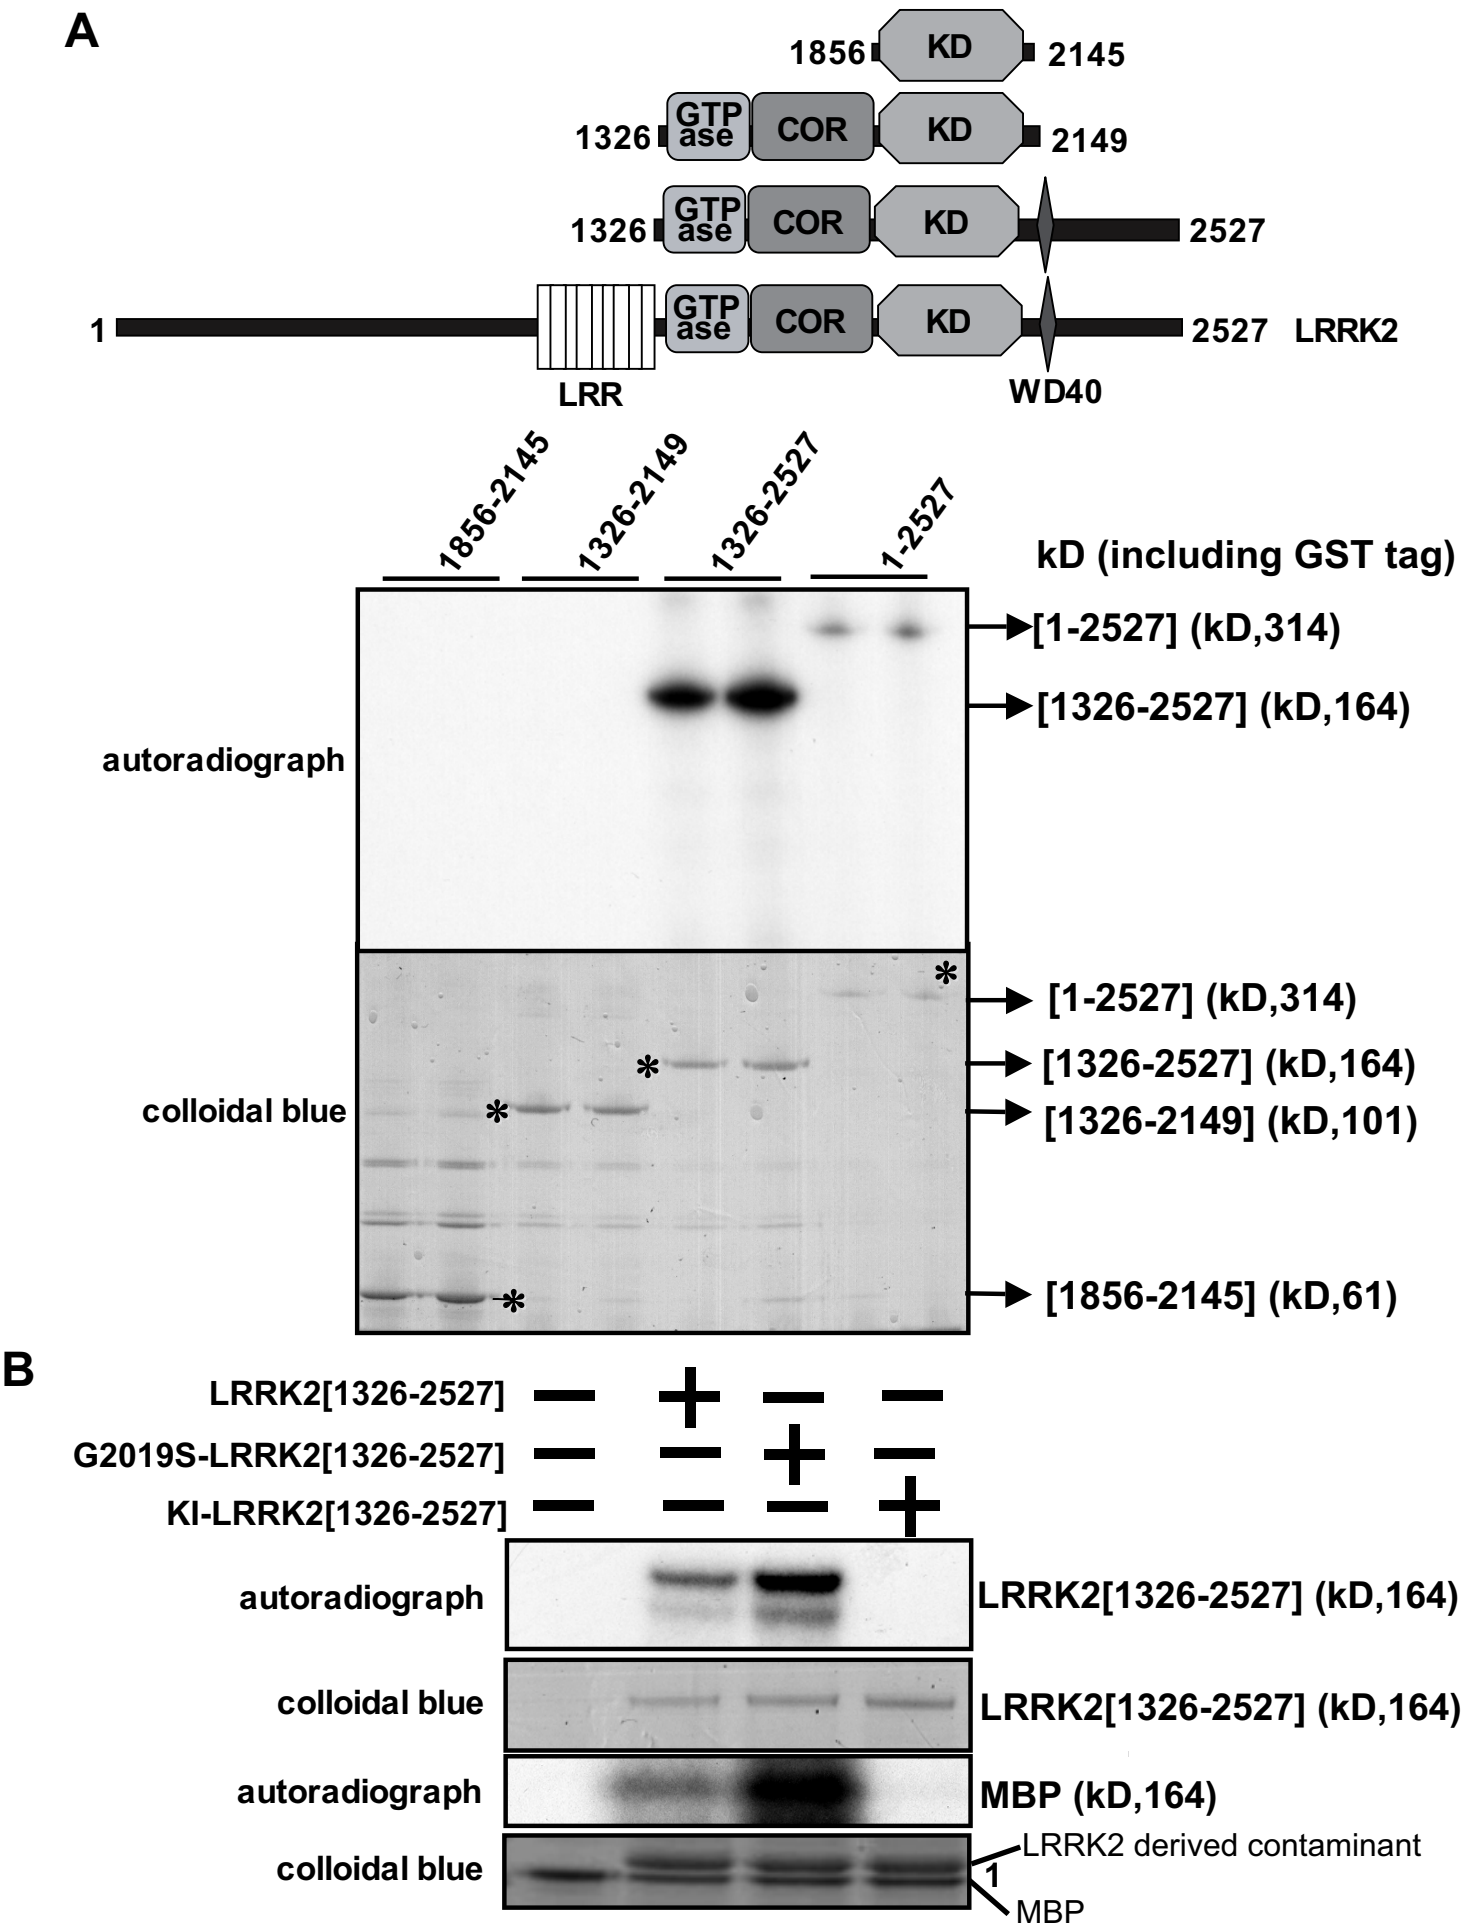 A
1856 KD 2145
1326 GTP ase COR KD 2149
1326 GTP ase COR KD 2527
1 GTP ase COR KD 2527 LRRK2
LRR WD40
1856-2145 1326-2149 1326-2527 1-2527
kD (including GST tag)
[1-2527] (kD,314)
[1326-2527] (kD,164)
autoradiograph
*
[1-2527] (kD,314)
* [1326-2527] (kD,164)
colloidal blue * [1326-2149] (kD,101)
* [1856-2145] (kD,61)
B
LRRK2[1326-2527] — + — —
G2019S-LRRK2[1326-2527] — — + —
KI-LRRK2[1326-2527] — — — +
autoradiograph LRRK2[1326-2527] (kD,164)
colloidal blue LRRK2[1326-2527] (kD,164)
autoradiograph MBP (kD,164)
LRRK2 derived contaminant
colloidal blue 1
MBP